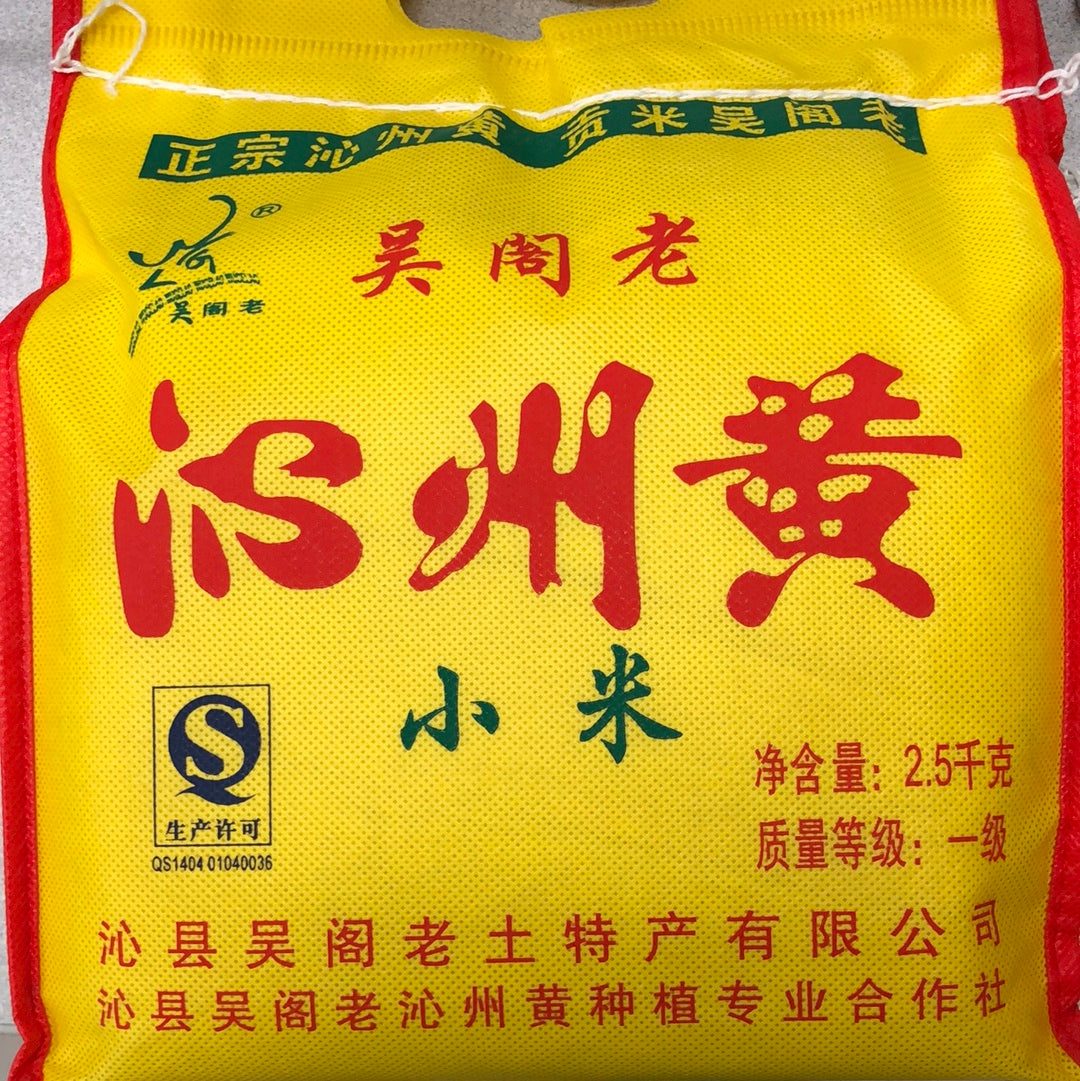 正宗沁州黄 贡米吴阁老
®
吴阁老
吴阁老
沁州黄
小米
生产许可
QS1404 01040036
净含量：2.5千克
质量等级：一级
沁县吴阁老土特产有限公司
沁县吴阁老沁州黄种植专业合作社